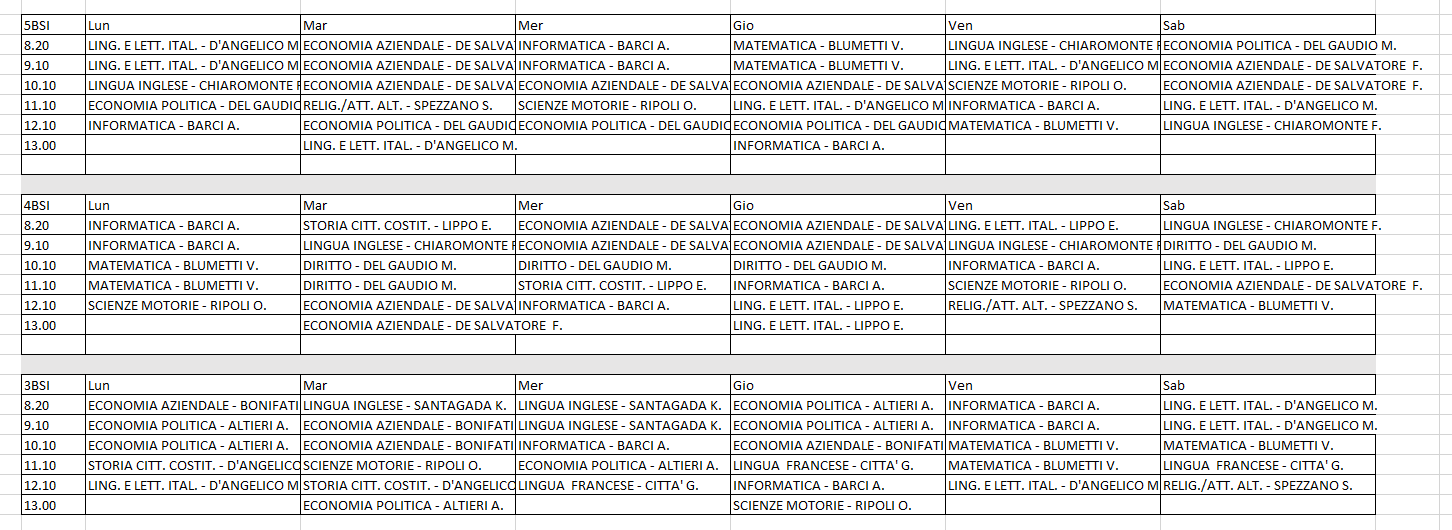 5BSI Lun Mar Mer Gio Ven Sab
8.20 LING. E LETT. ITAL. - D'ANGELICO M ECONOMIA AZIENDALE - DE SALVA INFORMATICA - BARCI A. MATEMATICA - BLUMETTI V. LINGUA INGLESE - CHIAROMONTE F ECONOMIA POLITICA - DEL GAUDIO M.
9.10 LING. E LETT. ITAL. - D'ANGELICO M ECONOMIA AZIENDALE - DE SALVA INFORMATICA - BARCI A. MATEMATICA - BLUMETTI V. LING. E LETT. ITAL. - D'ANGELICO M ECONOMIA AZIENDALE - DE SALVATORE F.
10.10 LINGUA INGLESE - CHIAROMONTE F ECONOMIA AZIENDALE - DE SALVA ECONOMIA AZIENDALE - DE SALVA ECONOMIA AZIENDALE - DE SALVA SCIENZE MOTORIE - RIPOLI O. ECONOMIA AZIENDALE - DE SALVATORE F.
11.10 ECONOMIA POLITICA - DEL GAUDIO RELIG./ATT. ALT. - SPEZZANO S. SCIENZE MOTORIE - RIPOLI O. LING. E LETT. ITAL. - D'ANGELICO M INFORMATICA - BARCI A. LING. E LETT. ITAL. - D'ANGELICO M.
12.10 INFORMATICA - BARCI A. ECONOMIA POLITICA - DEL GAUDIO ECONOMIA POLITICA - DEL GAUDIO ECONOMIA POLITICA - DEL GAUDIO MATEMATICA - BLUMETTI V. LINGUA INGLESE - CHIAROMONTE F.
13.00 LING. E LETT. ITAL. - D'ANGELICO M. INFORMATICA - BARCI A.
4BSI Lun Mar Mer Gio Ven Sab
8.20 INFORMATICA - BARCI A. STORIA CITT. COSTIT. - LIPPO E. ECONOMIA AZIENDALE - DE SALVA ECONOMIA AZIENDALE - DE SALVA LING. E LETT. ITAL. - LIPPO E. LINGUA INGLESE - CHIAROMONTE F.
9.10 INFORMATICA - BARCI A. LINGUA INGLESE - CHIAROMONTE F ECONOMIA AZIENDALE - DE SALVA ECONOMIA AZIENDALE - DE SALVA LINGUA INGLESE - CHIAROMONTE F DIRITTO - DEL GAUDIO M.
10.10 MATEMATICA - BLUMETTI V. DIRITTO - DEL GAUDIO M. DIRITTO - DEL GAUDIO M. DIRITTO - DEL GAUDIO M. INFORMATICA - BARCI A. LING. E LETT. ITAL. - LIPPO E.
11.10 MATEMATICA - BLUMETTI V. DIRITTO - DEL GAUDIO M. STORIA CITT. COSTIT. - LIPPO E. INFORMATICA - BARCI A. SCIENZE MOTORIE - RIPOLI O. ECONOMIA AZIENDALE - DE SALVATORE F.
12.10 SCIENZE MOTORIE - RIPOLI O. ECONOMIA AZIENDALE - DE SALVA INFORMATICA - BARCI A. LING. E LETT. ITAL. - LIPPO E. RELIG./ATT. ALT. - SPEZZANO S. MATEMATICA - BLUMETTI V.
13.00 ECONOMIA AZIENDALE - DE SALVATORE F. LING. E LETT. ITAL. - LIPPO E.
3BSI Lun Mar Mer Gio Ven Sab
8.20 ECONOMIA AZIENDALE - BONIFATI LINGUA INGLESE - SANTAGADA K. LINGUA INGLESE - SANTAGADA K. ECONOMIA POLITICA - ALTIERI A. INFORMATICA - BARCI A. LING. E LETT. ITAL. - D'ANGELICO M.
9.10 ECONOMIA POLITICA - ALTIERI A. ECONOMIA AZIENDALE - BONIFATI LINGUA INGLESE - SANTAGADA K. ECONOMIA POLITICA - ALTIERI A. INFORMATICA - BARCI A. LING. E LETT. ITAL. - D'ANGELICO M.
10.10 ECONOMIA POLITICA - ALTIERI A. ECONOMIA AZIENDALE - BONIFATI INFORMATICA - BARCI A. ECONOMIA AZIENDALE - BONIFATI MATEMATICA - BLUMETTI V. MATEMATICA - BLUMETTI V.
11.10 STORIA CITT. COSTIT. - D'ANGELICO SCIENZE MOTORIE - RIPOLI O. ECONOMIA POLITICA - ALTIERI A. LINGUA FRANCESE - CITTA' G. MATEMATICA - BLUMETTI V. LINGUA FRANCESE - CITTA' G.
12.10 LING. E LETT. ITAL. - D'ANGELICO M STORIA CITT. COSTIT. - D'ANGELICO LINGUA FRANCESE - CITTA' G. INFORMATICA - BARCI A. LING. E LETT. ITAL. - D'ANGELICO M RELIG./ATT. ALT. - SPEZZANO S.
13.00 ECONOMIA POLITICA - ALTIERI A. SCIENZE MOTORIE - RIPOLI O.